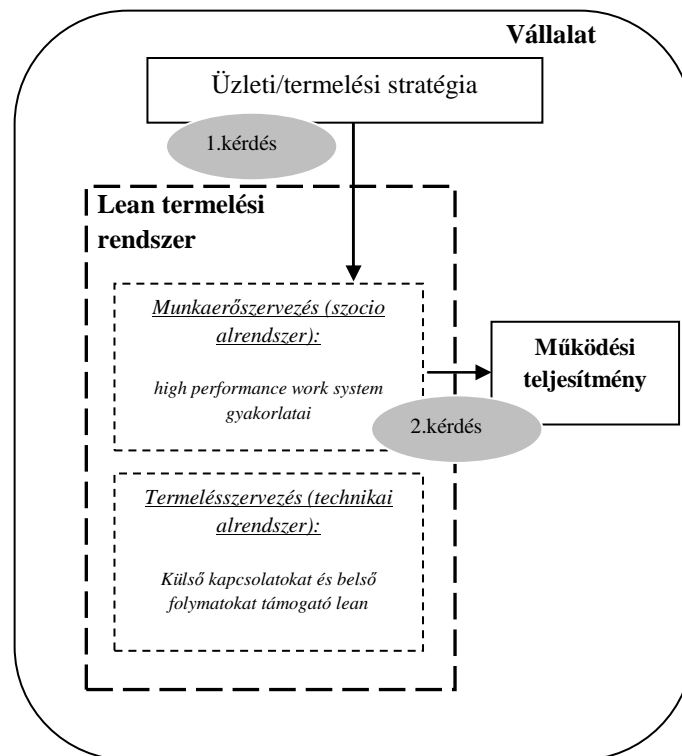 Vállalat
Üzleti/termelési stratégia
1.kérdés
Lean termelési
rendszer
Munkaerőszervezés (szocio
alrendszer):
high performance work system
gyakorlatai
Működési
teljesítmény
2.kérdés
Termelésszervezés (technikai
alrendszer):
Külső kapcsolatokat és belső
folymatokat támogató lean